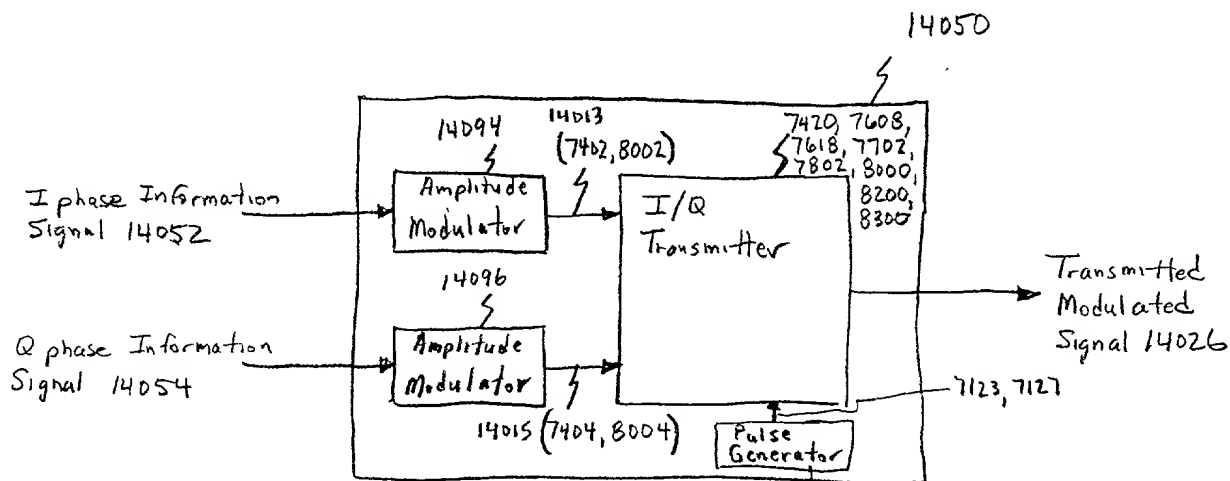 14050
14094
14013
(7402, 8002)
7420, 7608,
7618, 7702,
7802, 8000,
8200,
8300
I phase Information
Signal 14052
Amplitude
Modulator
I/Q
Transmitter
14096
Transmitted
Modulated
Signal 14026
Q phase Information
Signal 14054
Amplitude
Modulator
14015 (7404, 8004)
7123, 7127
Pulse
Generator